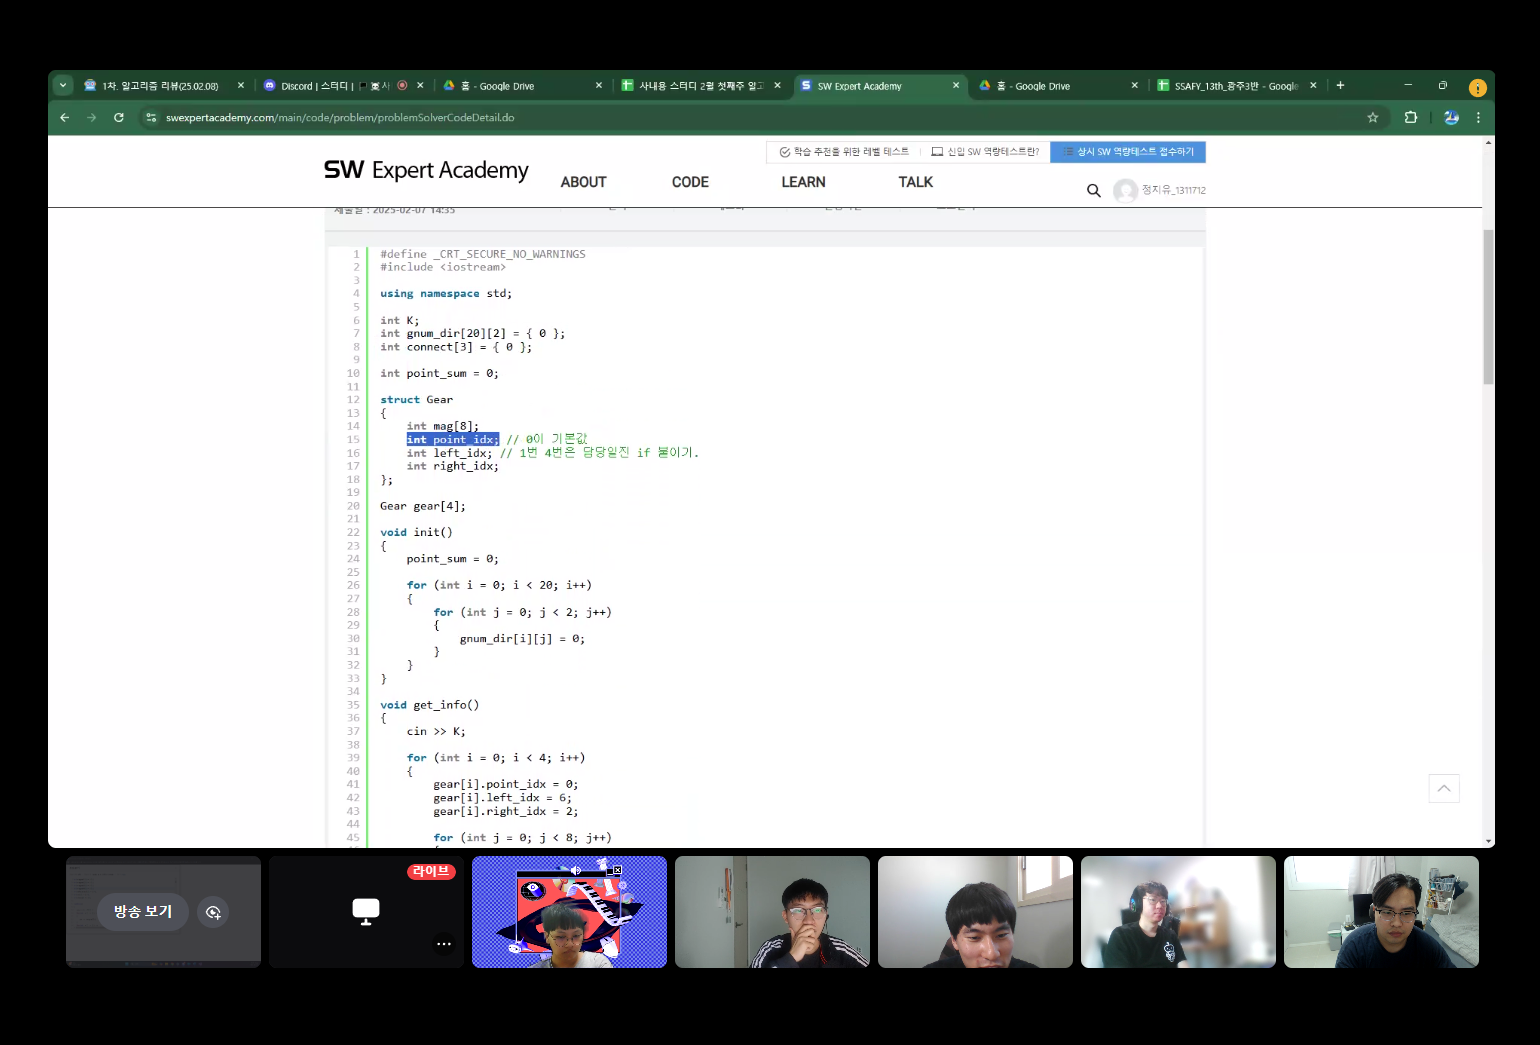 1차. 알고리즘 리뷰(25.02.08)
Discord | 스터디 |
홈 - Google Drive
사내용 스터디 2월 첫째주 알고
SW Expert Academy
홈 - Google Drive
SSAFY_13th_광주3반 - Google
swexpertacademy.com/main/code/problem/problemSolverCodeDetail.do
학습 추천을 위한 레벨 테스트
신입 SW 역량테스트란?
상시 SW 역량테스트 접수하기
SW Expert Academy
ABOUT
CODE
LEARN
TALK
정지유_1311712
제출일 : 2025-02-07 14:35
1 #define _CRT_SECURE_NO_WARNINGS
2 #include <iostream>
3
4 using namespace std;
5
6 int K;
7 int gnum_dir[20][2] = { 0 };
8 int connect[3] = { 0 };
9
10 int point_sum = 0;
11
12 struct Gear
13 {
14 int mag[8];
15 int point_idx; // 0이 기본값
16 int left_idx; // 1번 4번은 담당일진 if 붙이기.
17 int right_idx;
18 };
19
20 Gear gear[4];
21
22 void init()
23 {
24 point_sum = 0;
25
26 for (int i = 0; i < 20; i++)
27 {
28 for (int j = 0; j < 2; j++)
29 {
30 gnum_dir[i][j] = 0;
31 }
32 }
33 }
34
35 void get_info()
36 {
37 cin >> K;
38
39 for (int i = 0; i < 4; i++)
40 {
41 gear[i].point_idx = 0;
42 gear[i].left_idx = 6;
43 gear[i].right_idx = 2;
44
45 for (int j = 0; j < 8; j++)
방송 보기
라이브